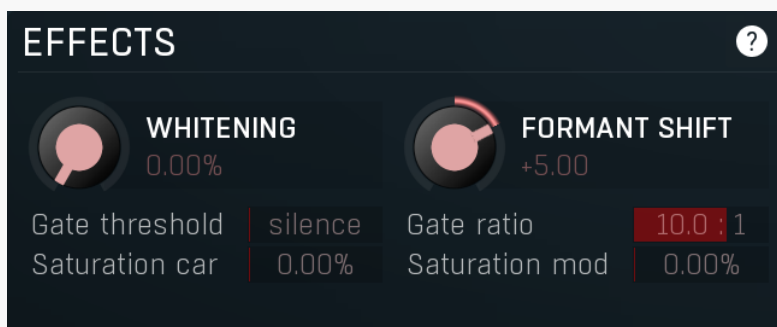 EFFECTS ?
WHITENING
0.00%
FORMANT SHIFT
+5.00
Gate threshold silence
Gate ratio 10.0 : 1
Saturation car 0.00%
Saturation mod 0.00%